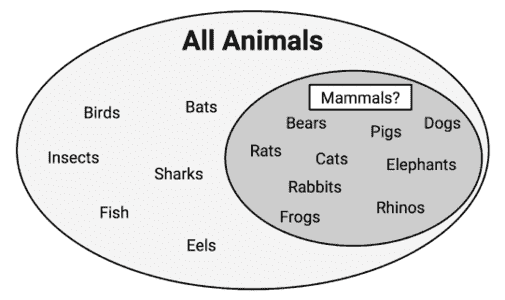 All Animals
Mammals?
Birds
Bats
Bears
Pigs
Dogs
Insects
Sharks
Rats
Cats
Elephants
Rabbits
Fish
Frogs
Rhinos
Eels